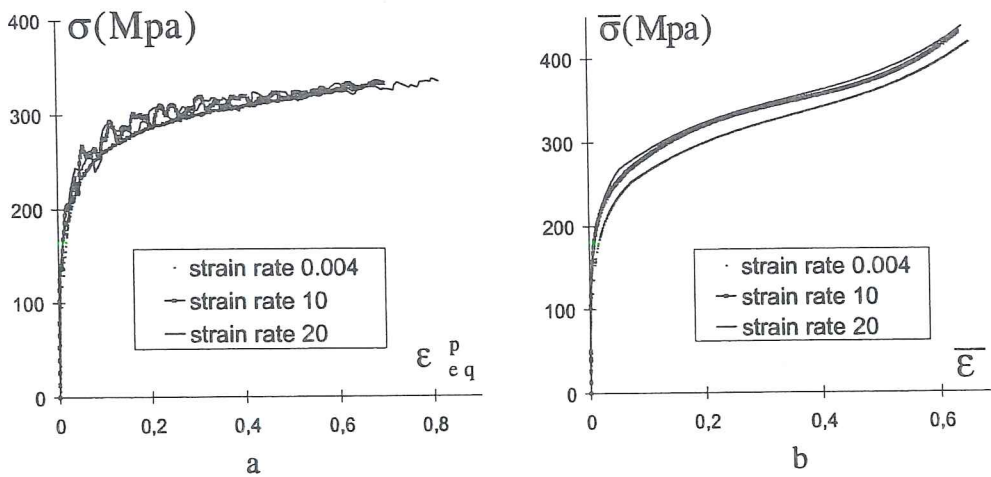 σ(Mpa)
400
300
200
100
0
0
0,2
0,4
0,6
0,8
strain rate 0.004
strain rate 10
strain rate 20
ε p eq
a
σ̅(Mpa)
400
300
200
100
0
0
0,2
0,4
0,6
strain rate 0.004
strain rate 10
strain rate 20
ε̅
b